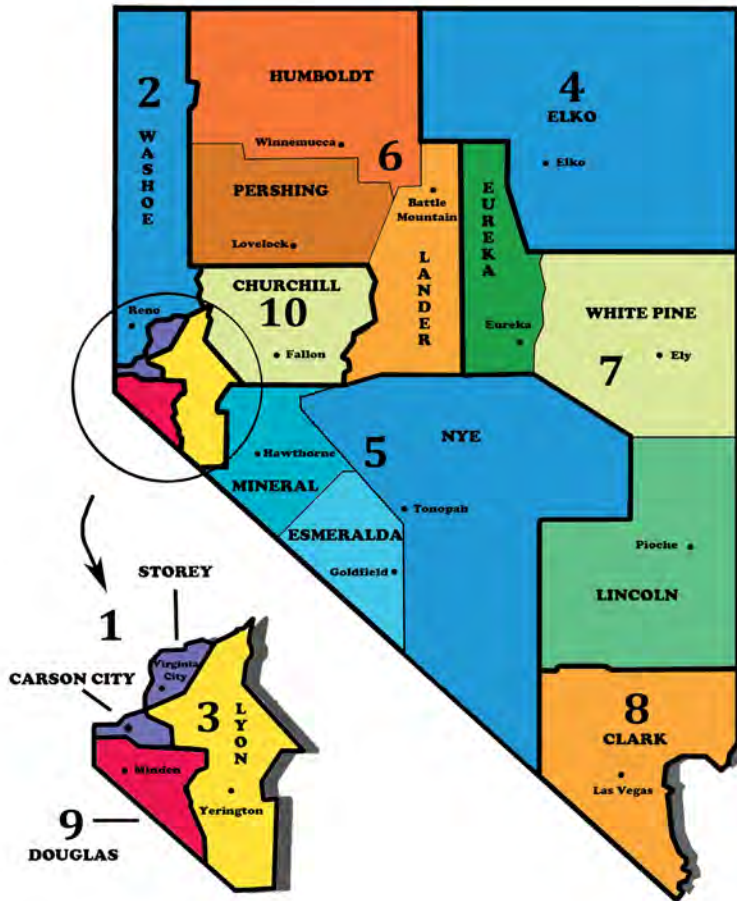 HUMBOLDT
2
4
ELKO
WASHOE
Winnemucca
6
Elko
PERSHING
EUREKA
Battle
Mountain
Lovelock
LANDER
CHURCHILL
10
Reno
Fallon
Eureka
WHITE PINE
Ely
7
NYE
5
Hawthorne
MINERAL
Tonopah
ESMERALDA
Goldfield
Pioche
LINCOLN
STOREY
1
Virginia
City
CARSON CITY
3
LYON
8
CLARK
Minden
Las Vegas
Yerington
9
DOUGLAS